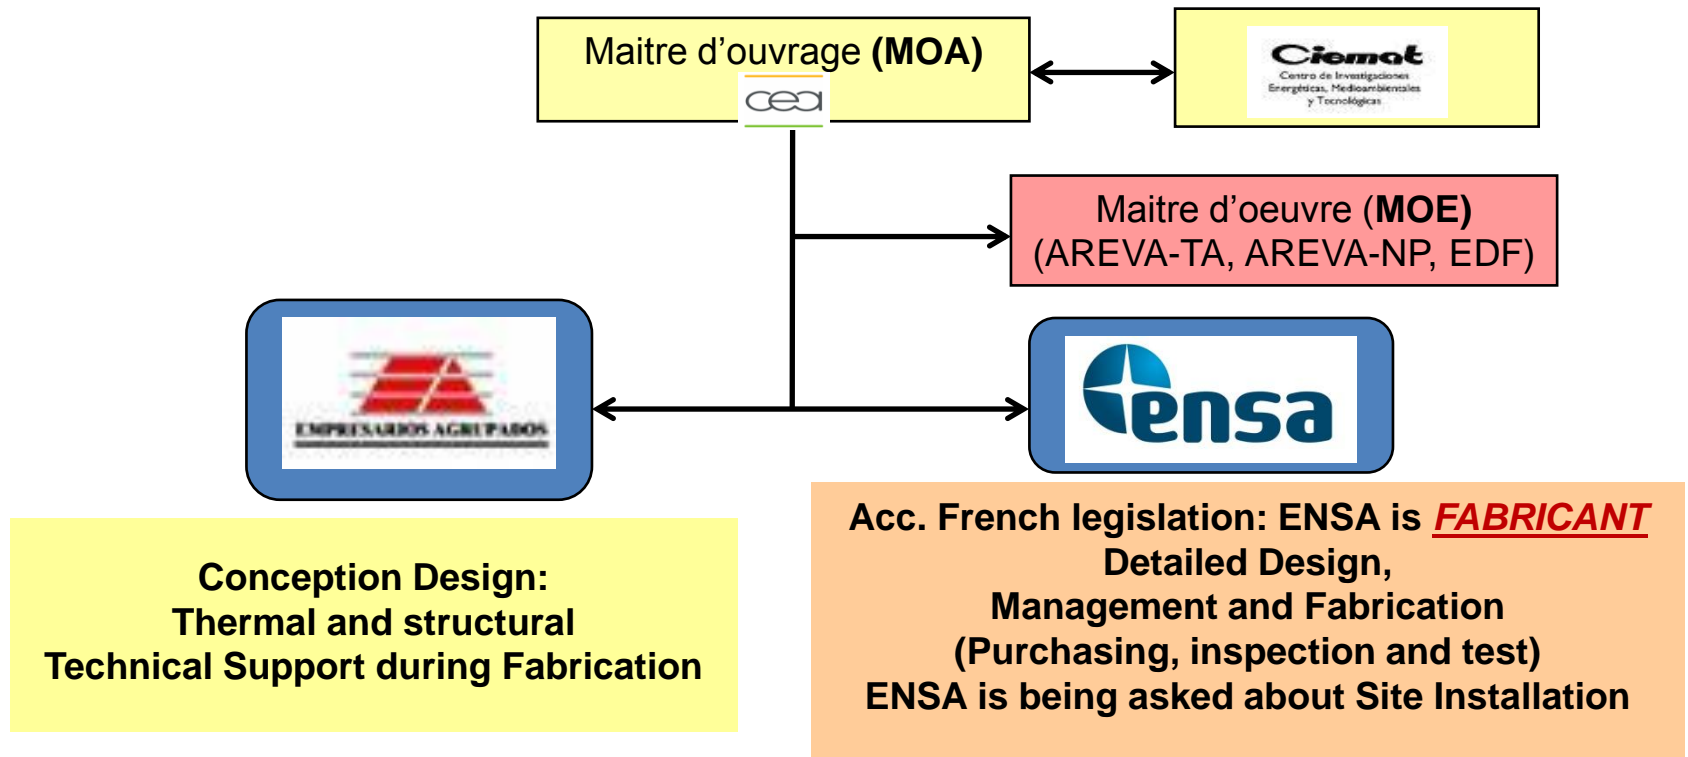 Maitre d’ouvrage (MOA)
cea
Ciemat
Centro de Investigaciones
Energéticas, Medioambientales
y Tecnológicas
Maitre d’oeuvre (MOE)
(AREVA-TA, AREVA-NP, EDF)
EMPRESARIOS AGRUPADOS
ensa
Conception Design:
Thermal and structural
Technical Support during Fabrication
Acc. French legislation: ENSA is FABRICANT
Detailed Design,
Management and Fabrication
(Purchasing, inspection and test)
ENSA is being asked about Site Installation